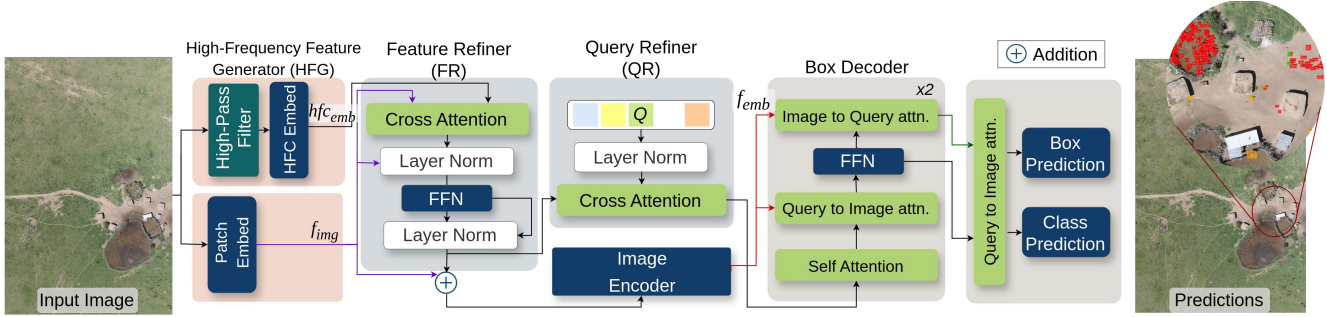 High-Frequency Feature
Generator (HFG)
High-Pass
Filter
HFC Embed
hfc_emb
Patch
Embed
f_img
Input Image
Feature Refiner
(FR)
Cross Attention
Layer Norm
FFN
Layer Norm
Query Refiner
(QR)
Q
Layer Norm
Cross Attention
Image
Encoder
f_emb
Box Decoder
x2
Image to Query attn.
FFN
Query to Image attn.
Self Attention
Addition
Query to Image attn.
Box
Prediction
Class
Prediction
Predictions